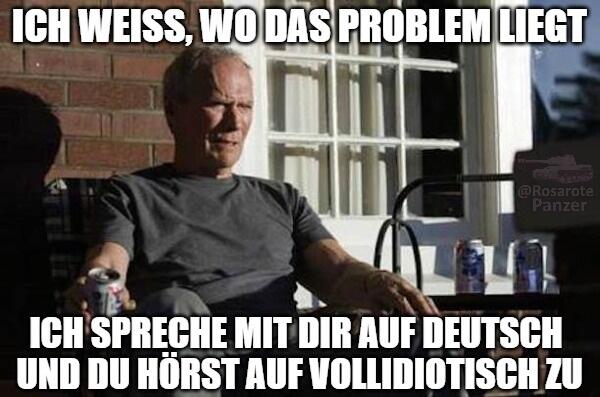 ICH WEISS, WO DAS PROBLEM LIEGT
@Rosarote
Panzer
ICH SPRECHE MIT DIR AUF DEUTSCH
UND DU HÖRST AUF VOLLIDIOTISCH ZU